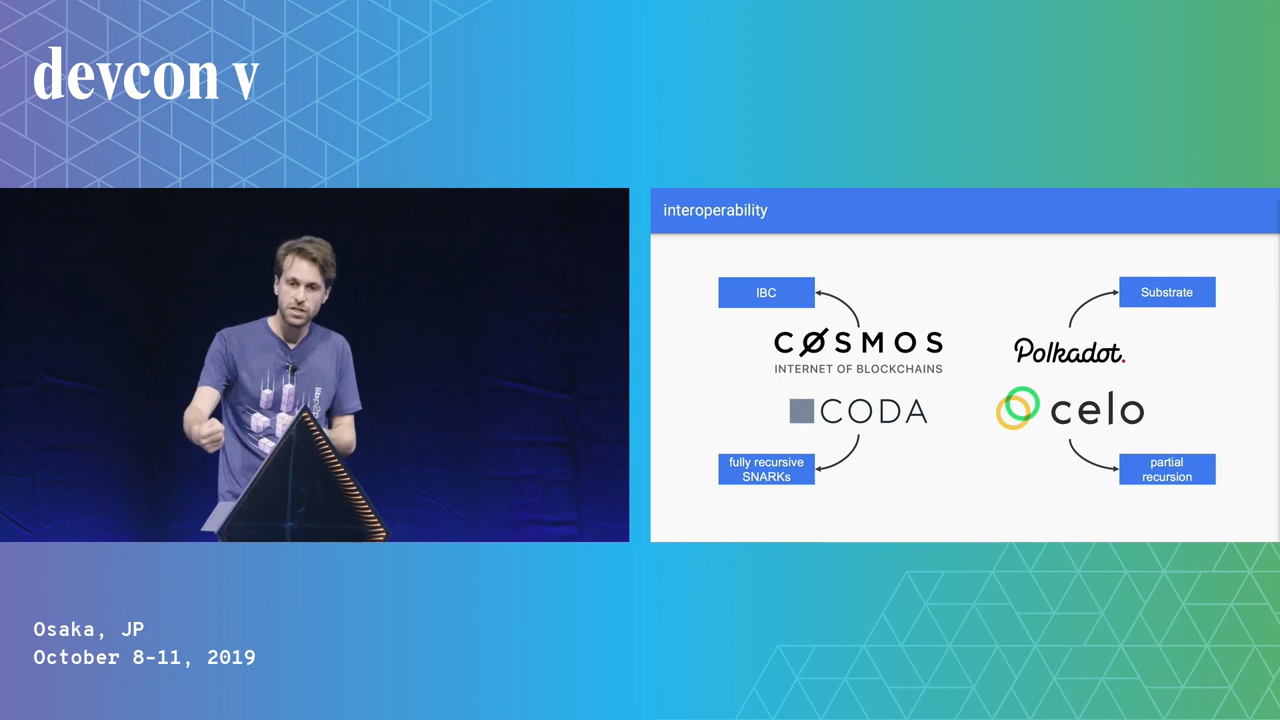 devcon v
interoperability
IBC
Substrate
COSMOS
INTERNET OF BLOCKCHAINS
Polkadot.
CODA
celo
fully recursive
SNARKs
partial
recursion
Osaka, JP
October 8-11, 2019